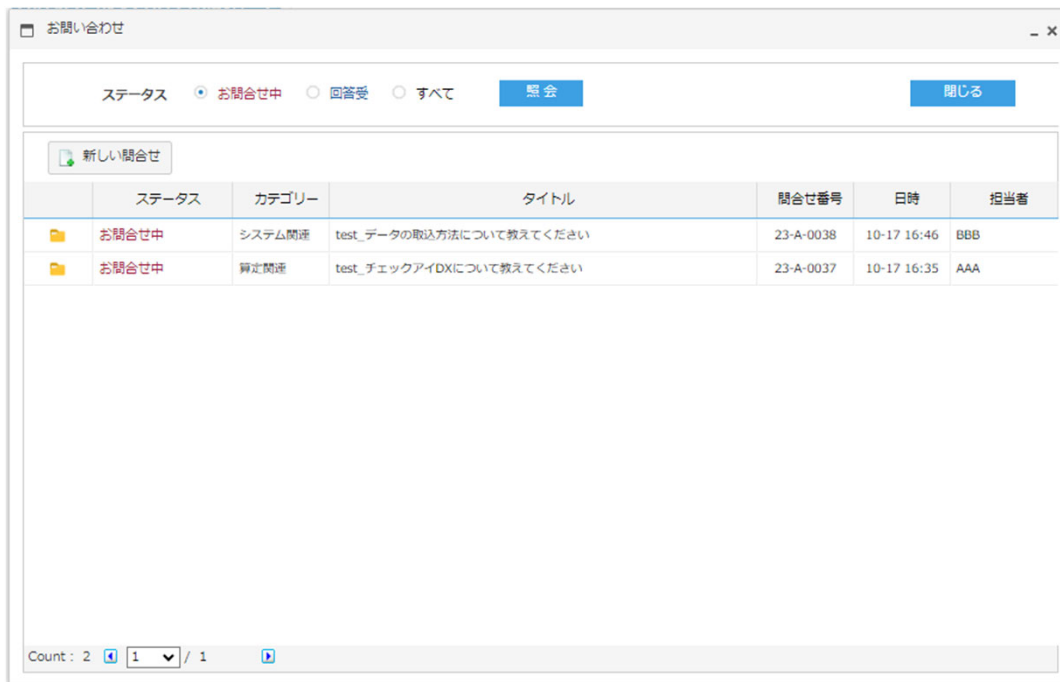 お問い合わせ
ステータス お問合せ中 回答受 すべて 照会 閉じる
新しい問合せ
ステータス カテゴリー タイトル 問合せ番号 日時 担当者
お問合せ中 システム関連 test_データの取込方法について教えてください 23-A-0038 10-17 16:46 BBB
お問合せ中 算定関連 test_チェックアイDXについて教えてください 23-A-0037 10-17 16:35 AAA
Count : 2 1 / 1